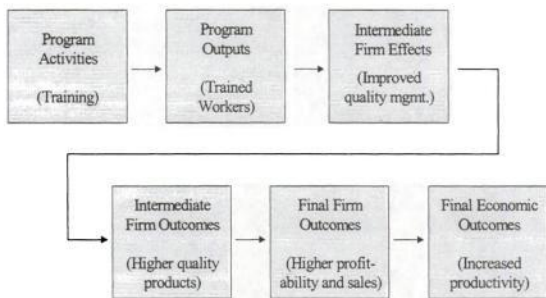 Program
Activities
(Training)
Program
Outputs
(Trained
Workers)
Intermediate
Firm Effects
(Improved
quality mgmt.)
Intermediate
Firm Outcomes
(Higher quality
products)
Final Firm
Outcomes
(Higher profit-
ability and sales)
Final Economic
Outcomes
(Increased
productivity)